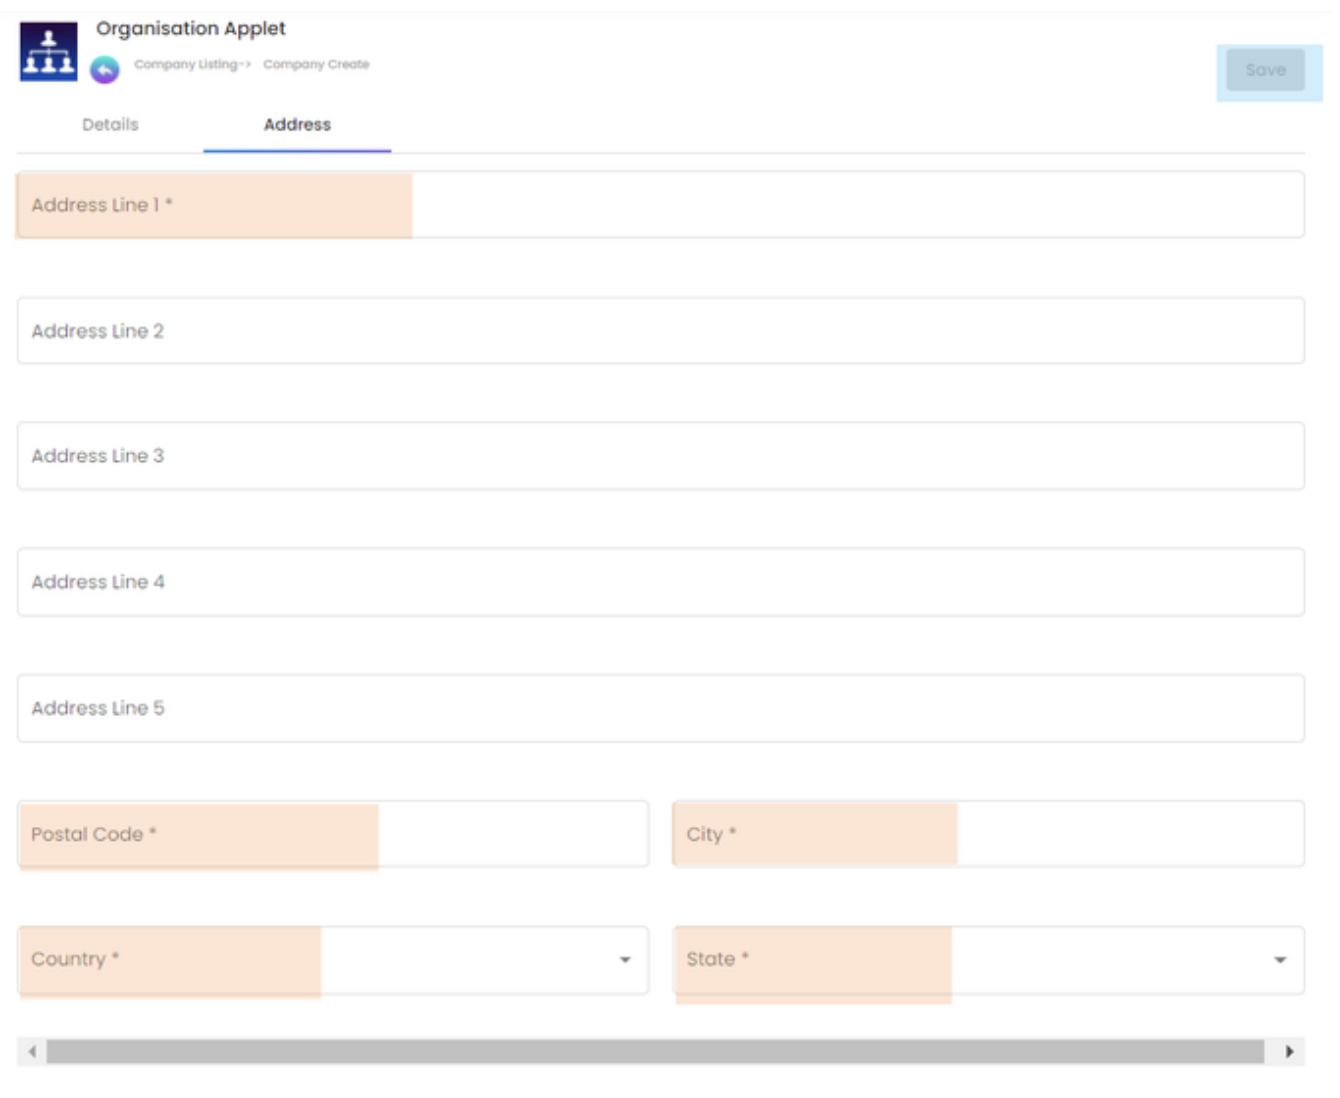 Organisation Applet
Company Listing-> Company Create
Save
Details Address
Address Line 1 *
Address Line 2
Address Line 3
Address Line 4
Address Line 5
Postal Code * City *
Country * State *